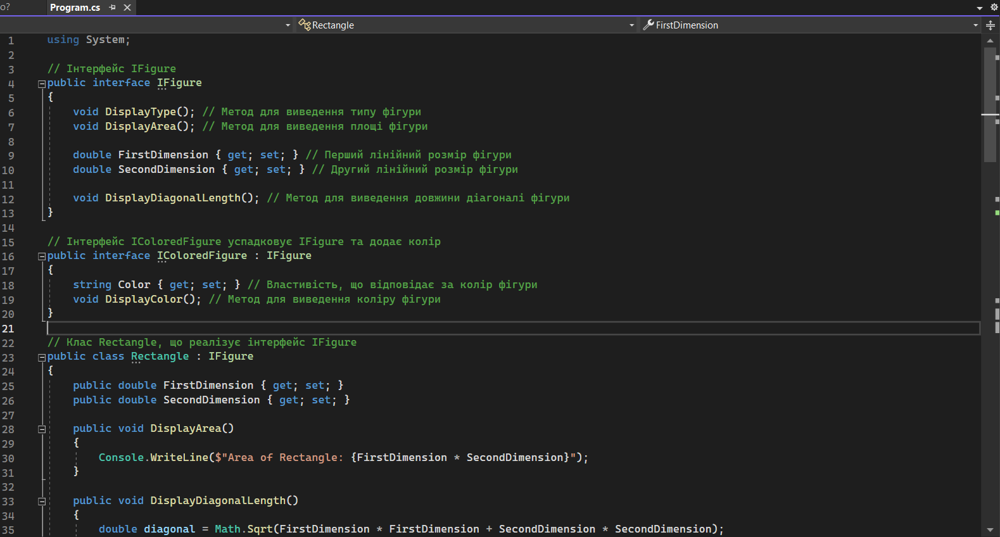 o?
Program.cs
Rectangle
FirstDimension
1 using System;
2
3 // Інтерфейс IFigure
4 public interface IFigure
5 {
6 void DisplayType(); // Метод для виведення типу фігури
7 void DisplayArea(); // Метод для виведення площі фігури
8
9 double FirstDimension { get; set; } // Перший лінійний розмір фігури
10 double SecondDimension { get; set; } // Другий лінійний розмір фігури
11
12 void DisplayDiagonalLength(); // Метод для виведення довжини діагоналі фігури
13 }
14
15 // Інтерфейс IColoredFigure успадковує IFigure та додає колір
16 public interface IColoredFigure : IFigure
17 {
18 string Color { get; set; } // Властивість, що відповідає за колір фігури
19 void DisplayColor(); // Метод для виведення коліру фігури
20 }
21
22 // Клас Rectangle, що реалізує інтерфейс IFigure
23 public class Rectangle : IFigure
24 {
25 public double FirstDimension { get; set; }
26 public double SecondDimension { get; set; }
27
28 public void DisplayArea()
29 {
30 Console.WriteLine($"Area of Rectangle: {FirstDimension * SecondDimension}");
31 }
32
33 public void DisplayDiagonalLength()
34 {
35 double diagonal = Math.Sqrt(FirstDimension * FirstDimension + SecondDimension * SecondDimension);